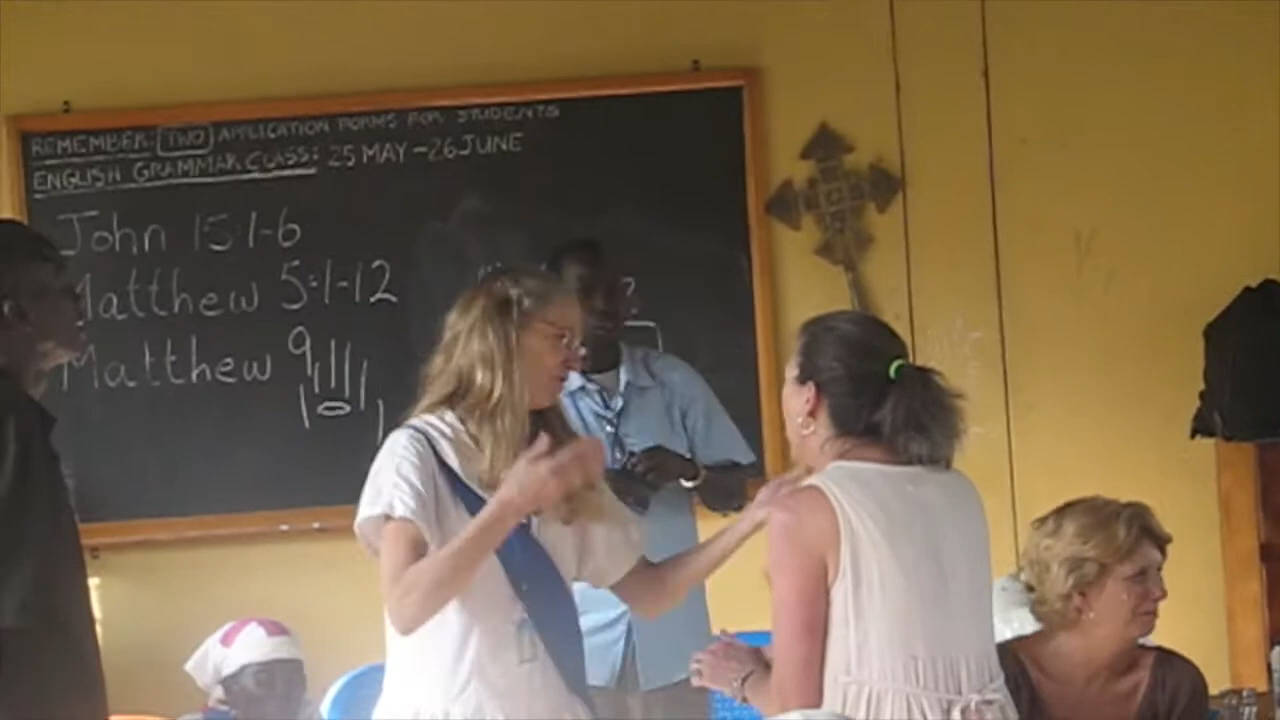 REMEMBER: TWO APPLICATION FORMS FOR STUDENTS
ENGLISH GRAMMAR CLASS: 25 MAY - 26 JUNE
John 15:1-6
Matthew 5:1-12
Matthew 9